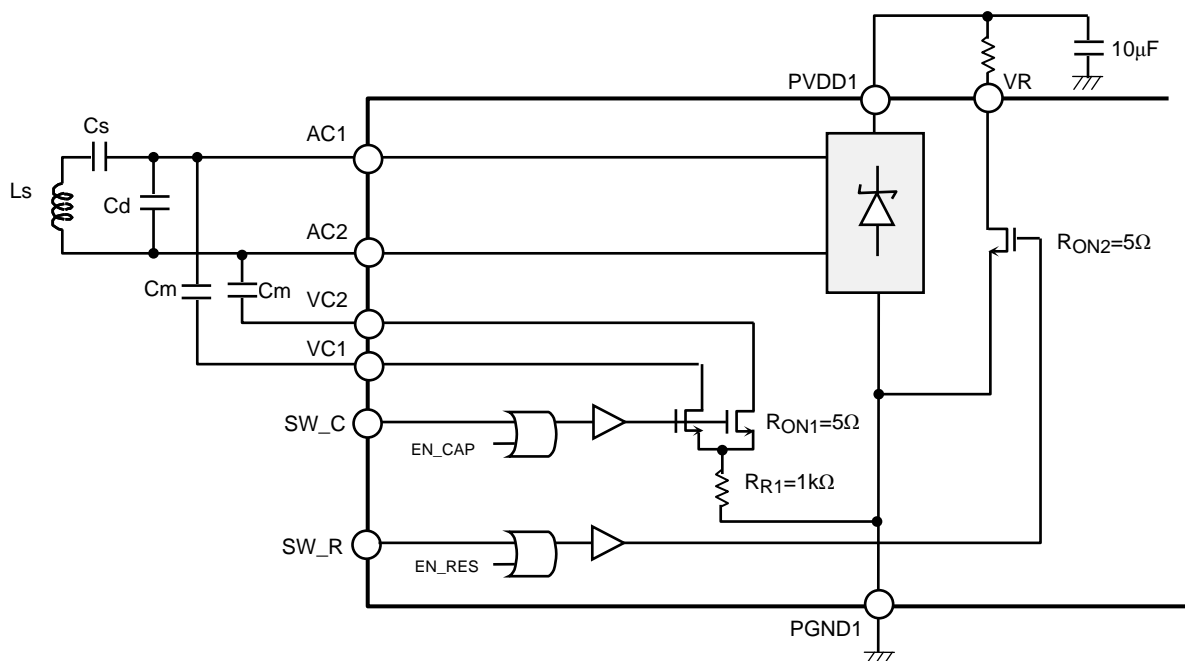 10μF
PVDD1
VR
Cs
AC1
Ls
Cd
AC2
RON2=5Ω
Cm
Cm
VC2
VC1
SW_C
EN_CAP
RON1=5Ω
RR1=1kΩ
SW_R
EN_RES
PGND1